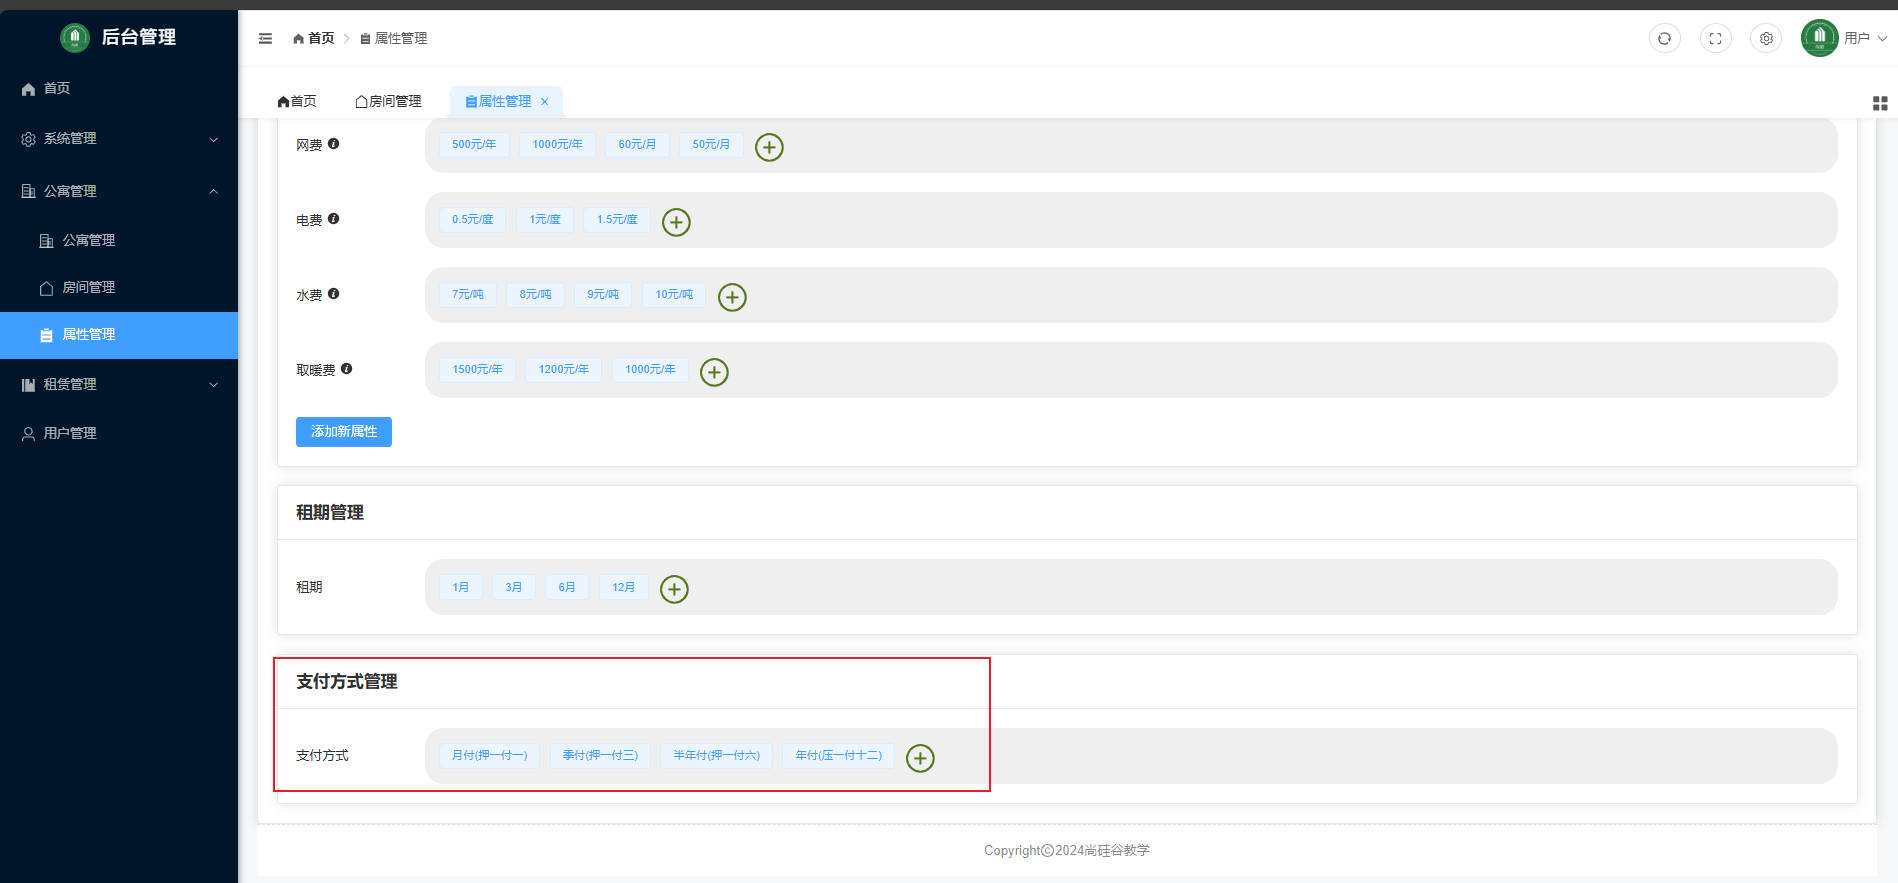 后台管理
首页
系统管理
公寓管理
公寓管理
房间管理
属性管理
租赁管理
用户管理
首页 > 属性管理
用户
首页 房间管理 属性管理 ×
网费 500元/年 1000元/年 60元/月 50元/月
电费 0.5元/度 1元/度 1.5元/度
水费 7元/吨 8元/吨 9元/吨 10元/吨
取暖费 1500元/年 1200元/年 1000元/年
添加新属性
租期管理
租期 1月 3月 6月 12月
支付方式管理
支付方式 月付(押一付一) 季付(押一付三) 半年付(押一付六) 年付(压一付十二)
Copyright©2024尚硅谷教学